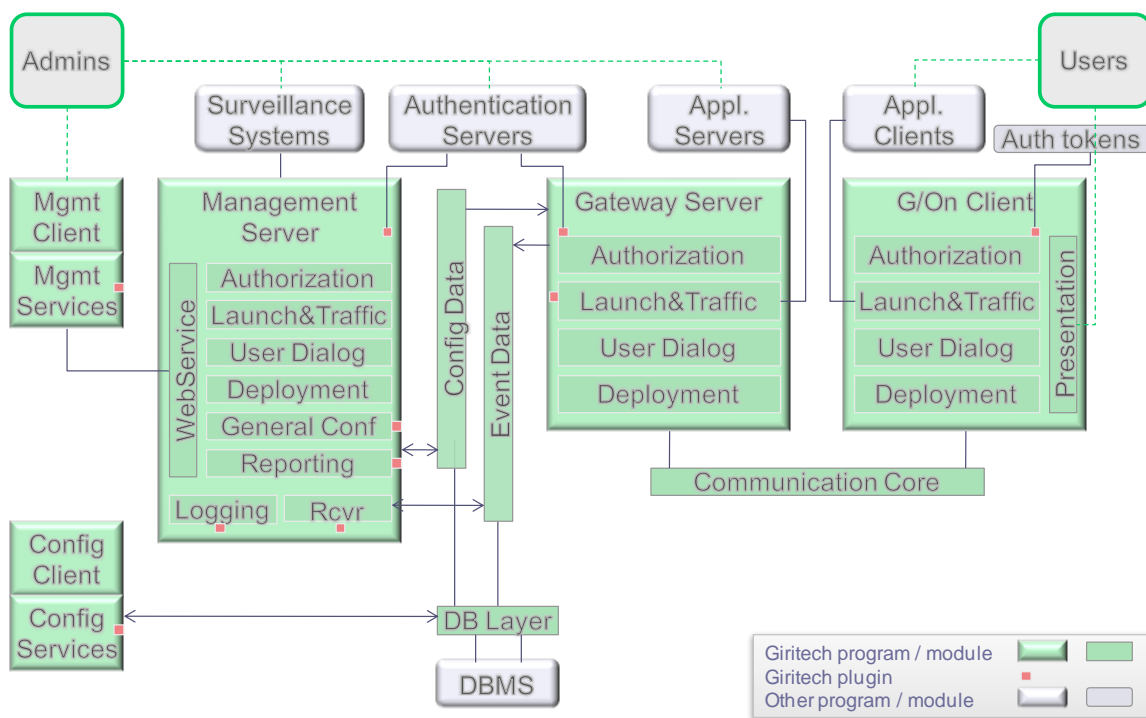 Admins
Users
Surveillance
Systems
Authentication
Servers
Appl.
Servers
Appl.
Clients
Auth tokens
Mgmt
Client
Mgmt
Services
Management
Server
WebService
Authorization
Launch&Traffic
User Dialog
Deployment
General Conf
Reporting
Logging
Rcvr
Config Data
Event Data
Gateway Server
Authorization
Launch&Traffic
User Dialog
Deployment
G/On Client
Authorization
Launch&Traffic
User Dialog
Deployment
Presentation
Communication Core
Config
Client
Config
Services
DB Layer
DBMS
Giritech program / module
Giritech plugin
Other program / module